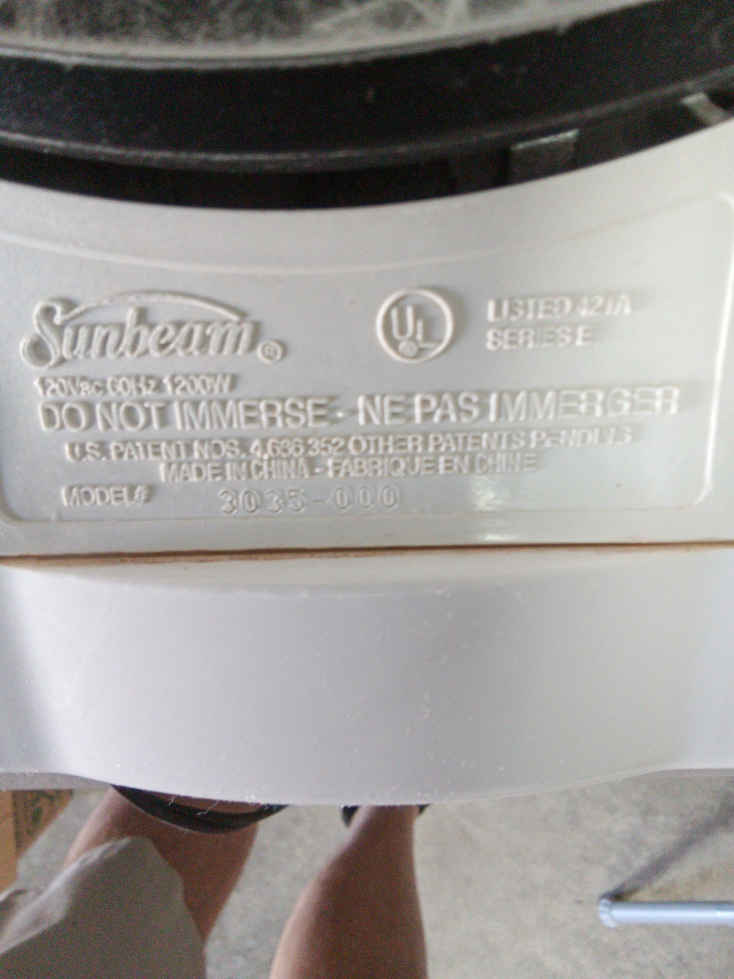 Sunbeam®
UL LISTED 421A
SERIES E
120Vac 60Hz 1200W
DO NOT IMMERSE - NE PAS IMMERGER
U.S. PATENT NOS. 4,636,352 OTHER PATENTS PENDING
MADE IN CHINA - FABRIQUE EN CHINE
MODEL# 3035-000